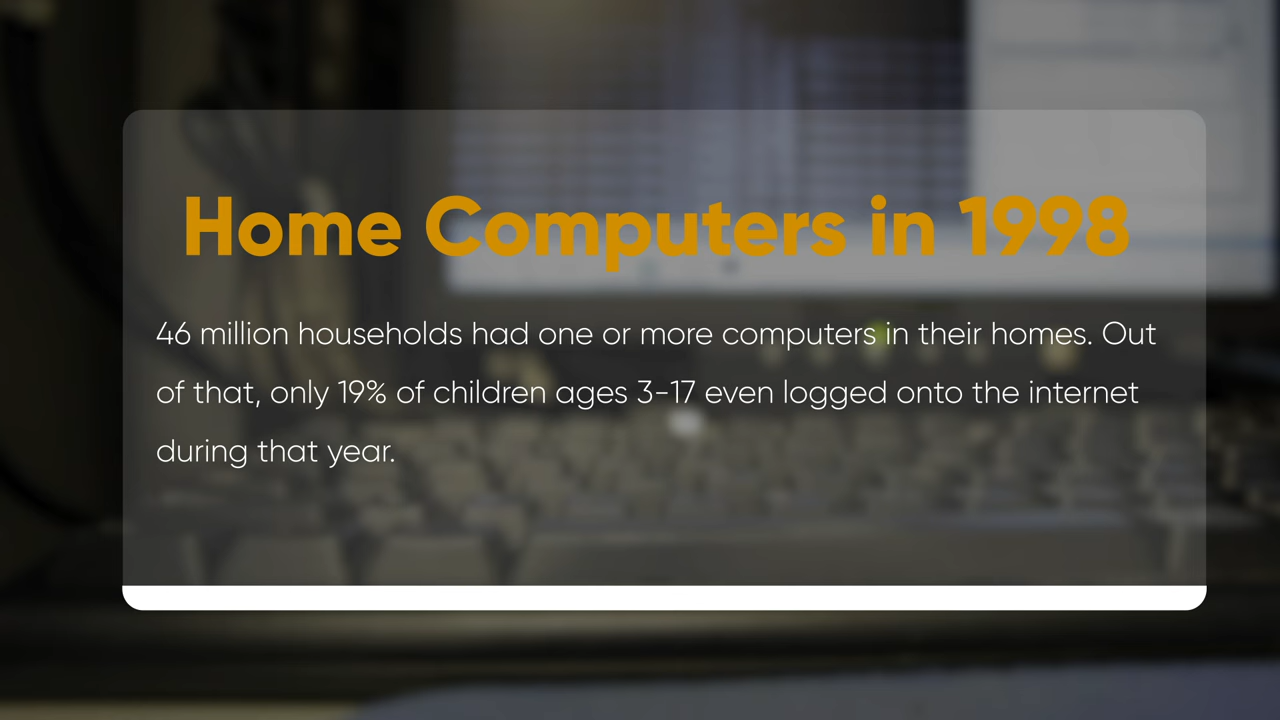 Home Computers in 1998
46 million households had one or more computers in their homes. Out
of that, only 19% of children ages 3-17 even logged onto the internet
during that year.